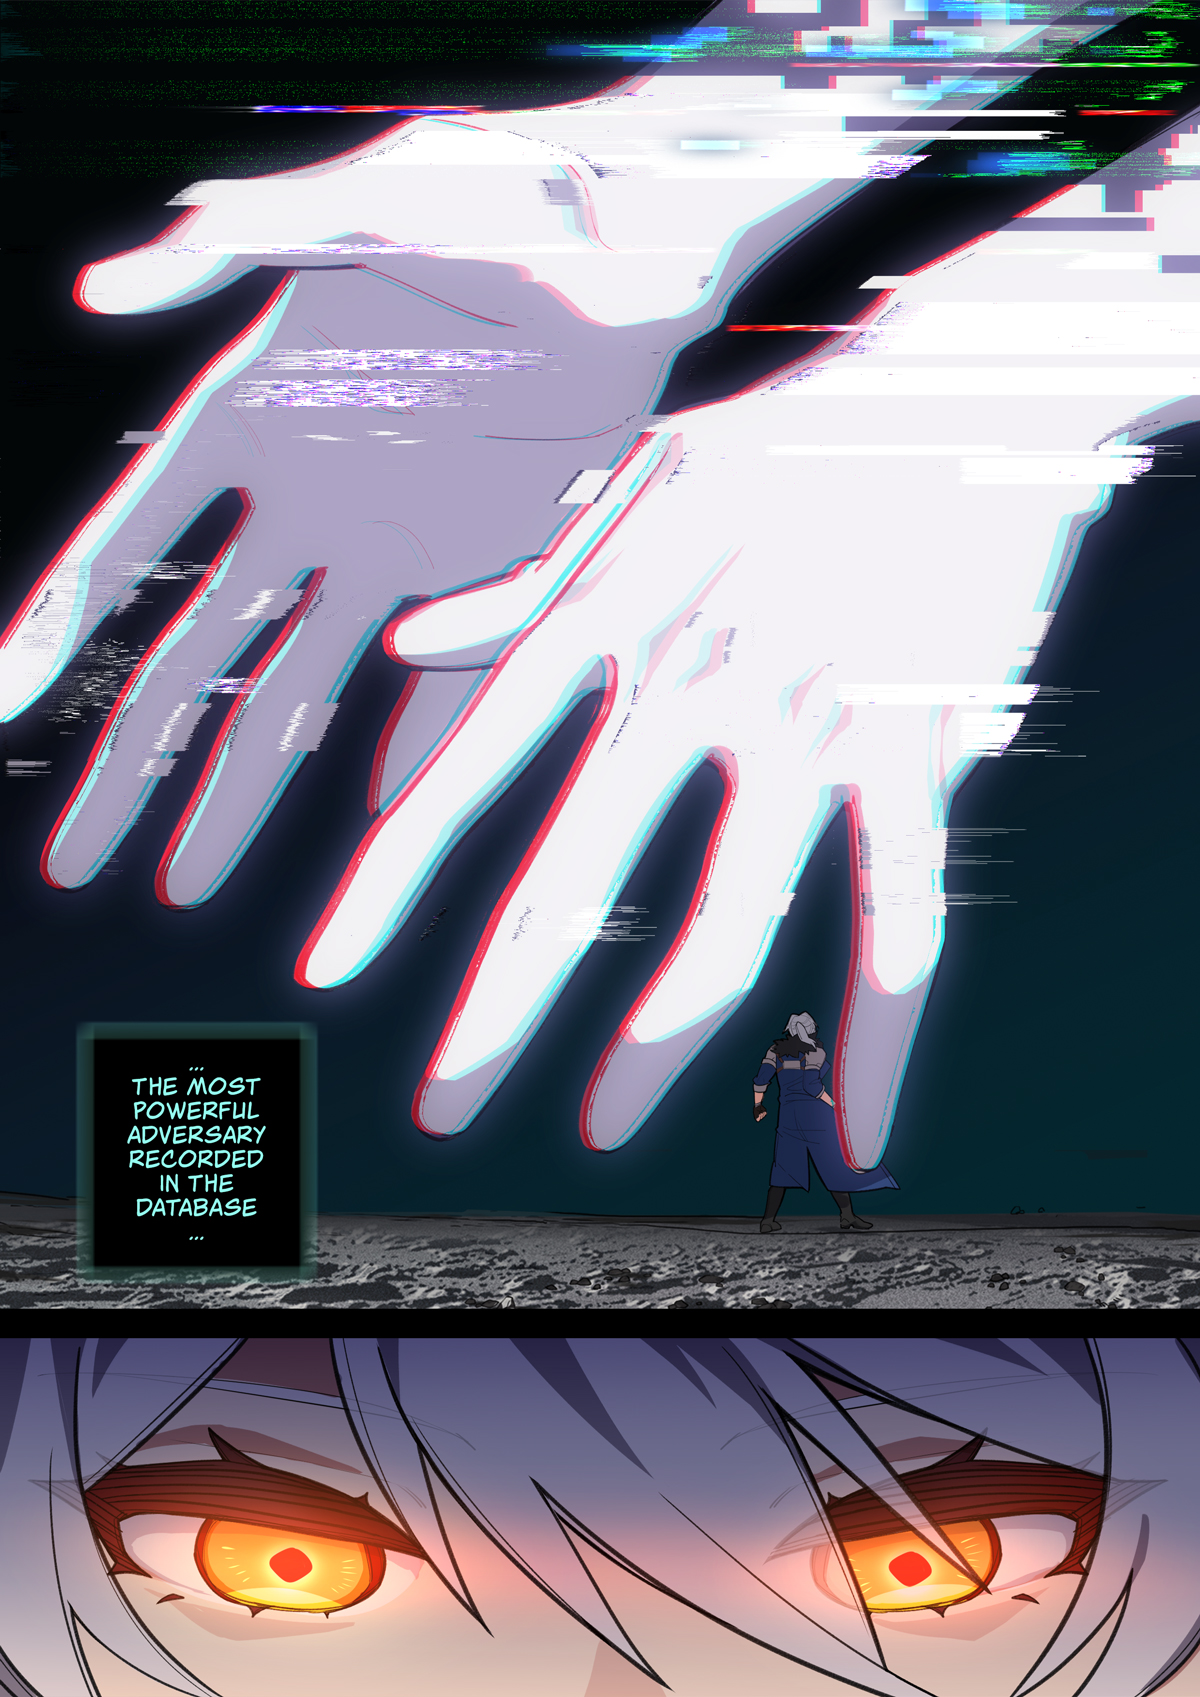 ...
THE MOST
POWERFUL
ADVERSARY
RECORDED
IN THE
DATABASE
...